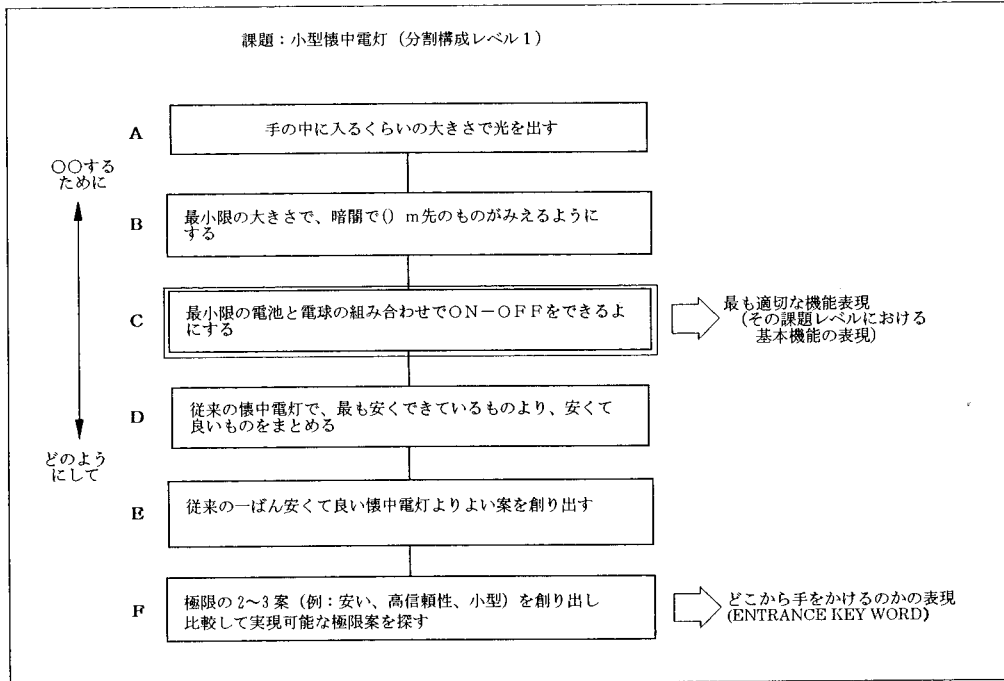 課題：小型懐中電灯（分割構成レベル１）
A
手の中に入るくらいの大きさで光を出す
○○する
ために
B
最小限の大きさで、暗闇で()ｍ先のものがみえるように
する
C
最小限の電池と電球の組み合わせでＯＮ－ＯＦＦをできるよ
にする
最も適切な機能表現
（その課題レベルにおける
基本機能の表現）
D
従来の懐中電灯で、最も安くできているものより、安くて
良いものをまとめる
どのよう
にして
E
従来の一ばん安くて良い懐中電灯よりよい案を創り出す
F
極限の2～3案（例：安い、高信頼性、小型）を創り出し
比較して実現可能な極限案を探す
どこから手をかけるのかの表現
(ENTRANCE KEY WORD)